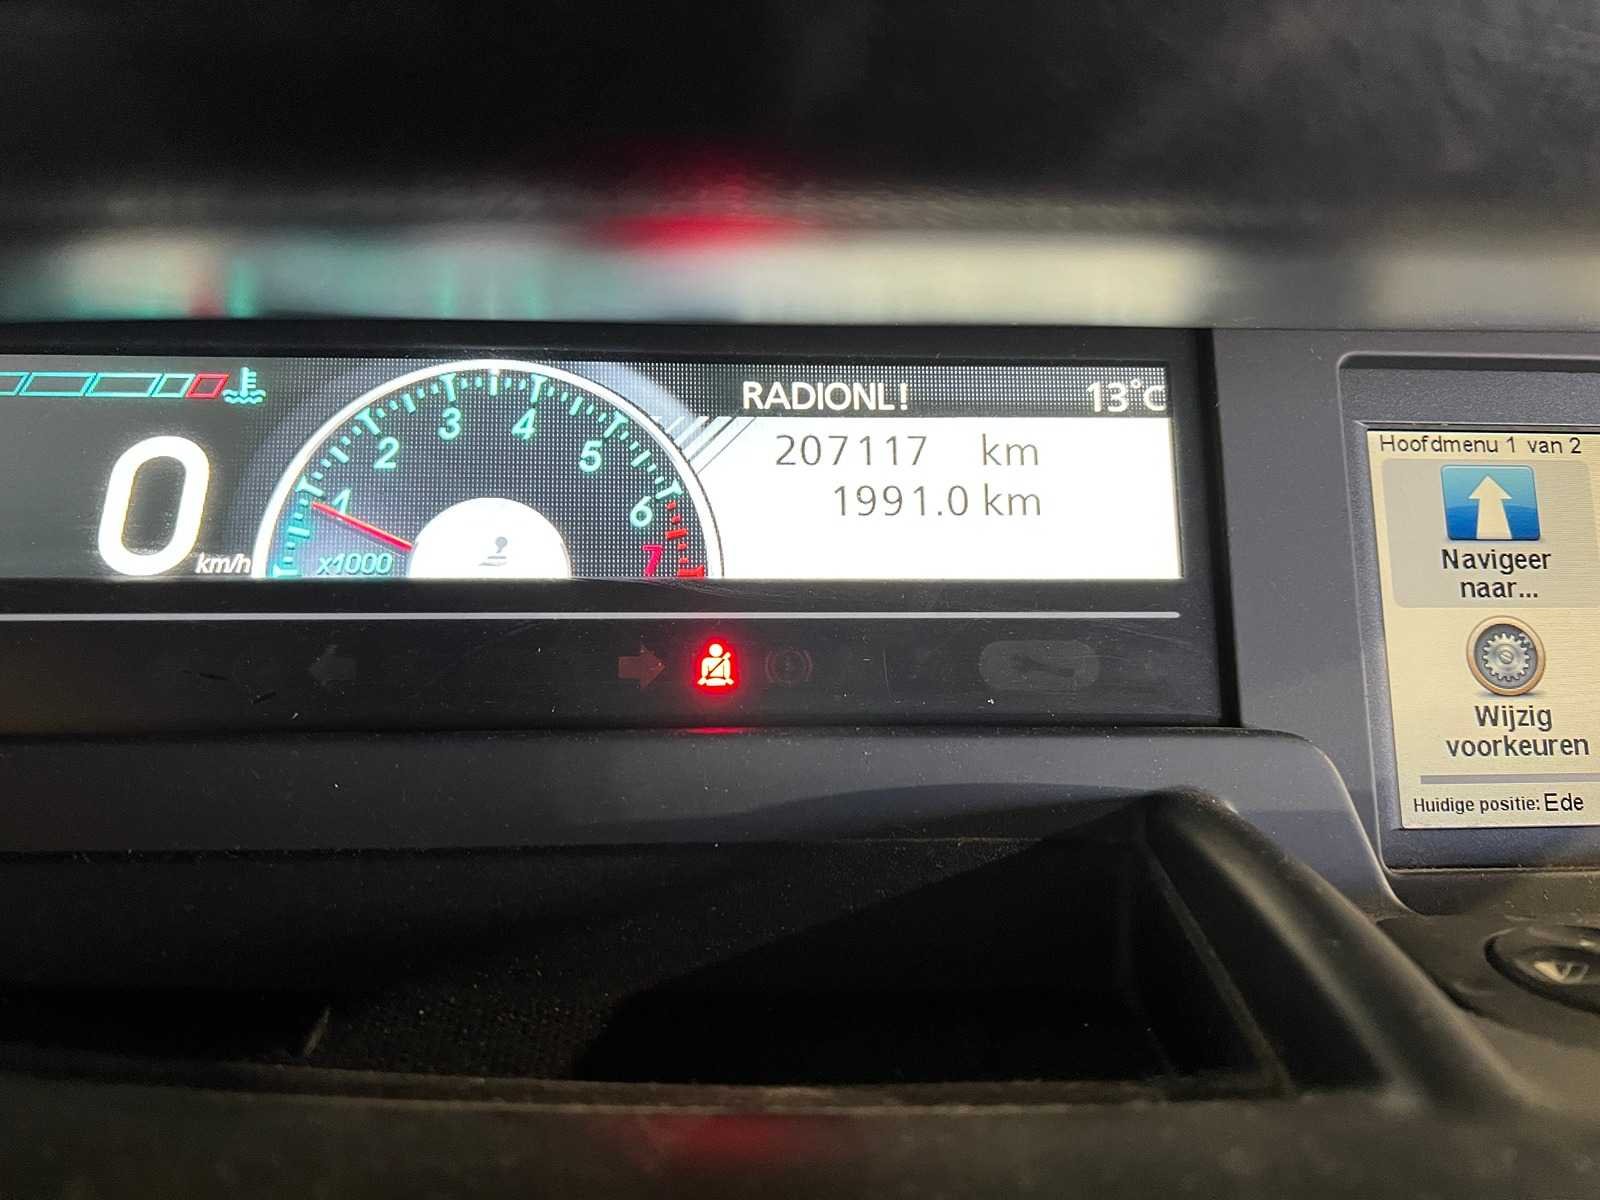 RADIONL! 13°C
207117 km
1991.0 km
0 km/h
1 2 3 4 5 6 7
x1000
Hoofdmenu 1 van 2
Navigeer
naar...
Wijzig
voorkeuren
Huidige positie: Ede